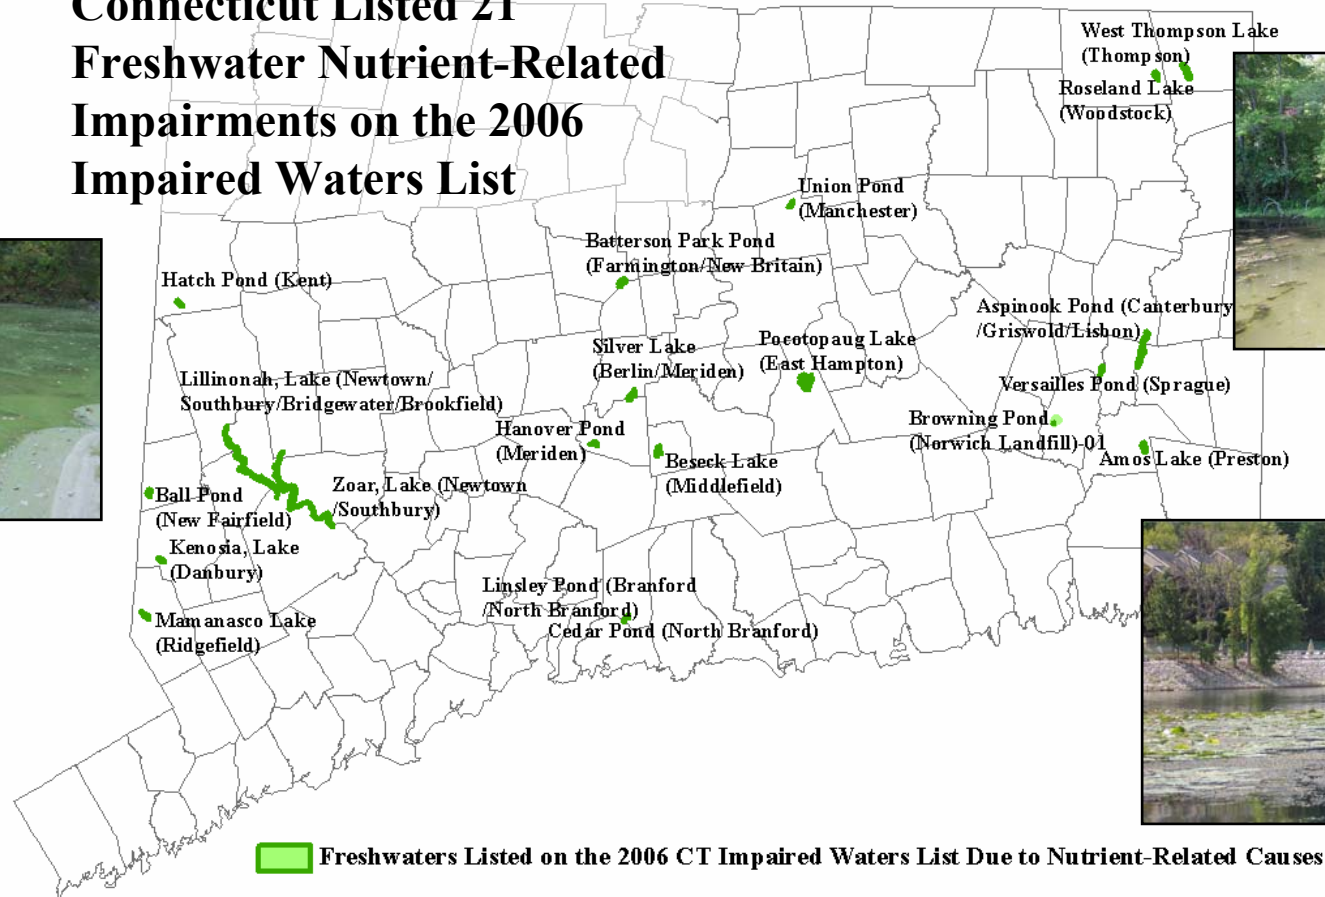 Connecticut Listed 21
Freshwater Nutrient-Related
Impairments on the 2006
Impaired Waters List
West Thompson Lake
(Thompson)
Roseland Lake
(Woodstock)
Union Pond
(Manchester)
Batterson Park Pond
(Farmington/New Britain)
Hatch Pond (Kent)
Aspinook Pond (Canterbury
/Griswold/Lisbon)
Pocotopaug Lake
(East Hampton)
Silver Lake
(Berlin/Meriden)
Versailles Pond (Sprague)
Lillinonah, Lake (Newtown/
Southbury/Bridgewater/Brookfield)
Browning Pond
(Norwich Landfill)-01
Hanover Pond
(Meriden)
Amos Lake (Preston)
Beseck Lake
(Middlefield)
Zoar, Lake (Newtown
/Southbury)
Ball Pond
(New Fairfield)
Kenosia, Lake
(Danbury)
Linsley Pond (Branford
/North Branford)
Cedar Pond (North Branford)
Mamanasco Lake
(Ridgefield)
Freshwaters Listed on the 2006 CT Impaired Waters List Due to Nutrient-Related Causes